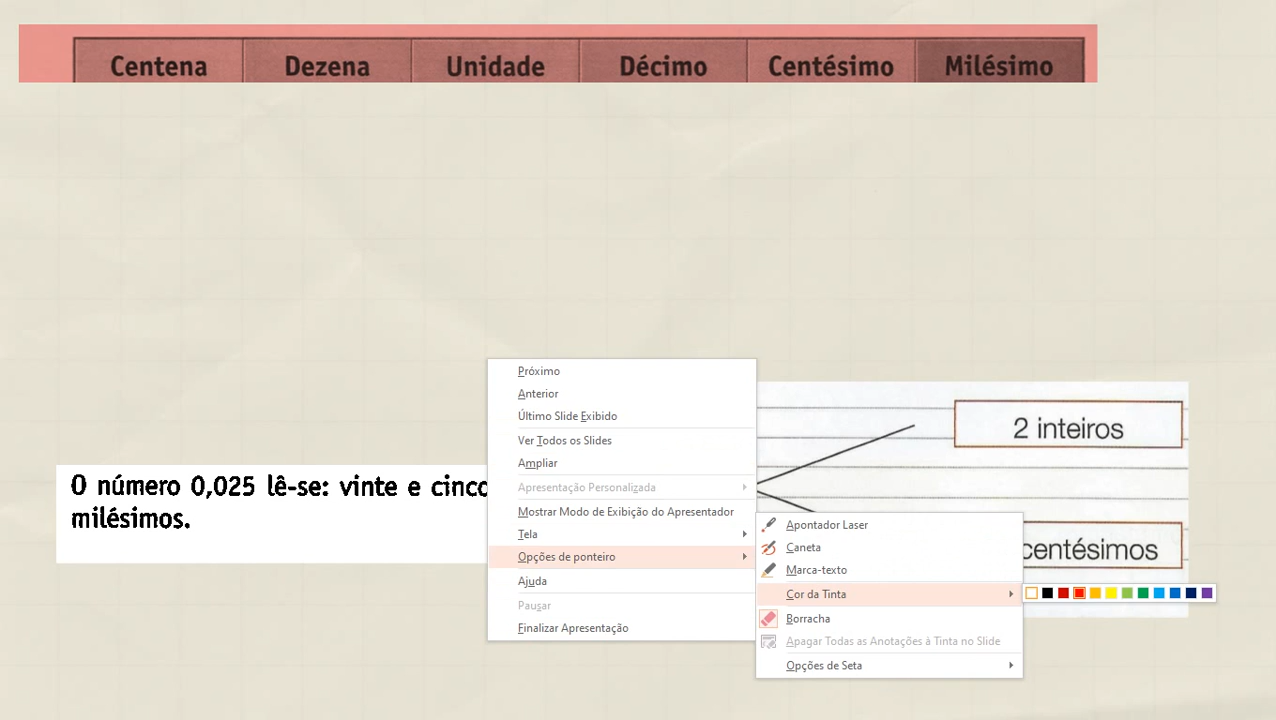 Centena Dezena Unidade Décimo Centésimo Milésimo
O número 0,025 lê-se: vinte e cinco
milésimos.
Próximo
Anterior
Último Slide Exibido
Ver Todos os Slides
Ampliar
Apresentação Personalizada
Mostrar Modo de Exibição do Apresentador
Tela
Opções de ponteiro
Ajuda
Pausar
Finalizar Apresentação
2 inteiros
centésimos
Apontador Laser
Caneta
Marca-texto
Cor da Tinta
Borracha
Apagar Todas as Anotações à Tinta no Slide
Opções de Seta